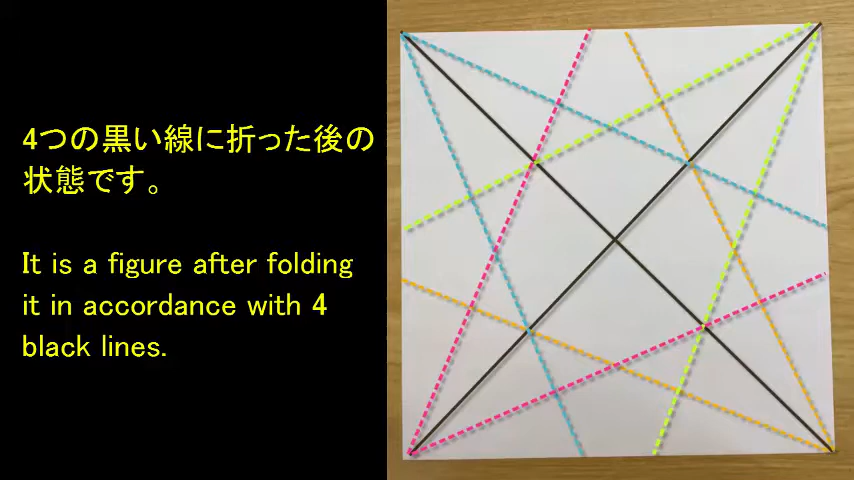 4つの黒い線に折った後の
状態です。
It is a figure after folding
it in accordance with 4
black lines.